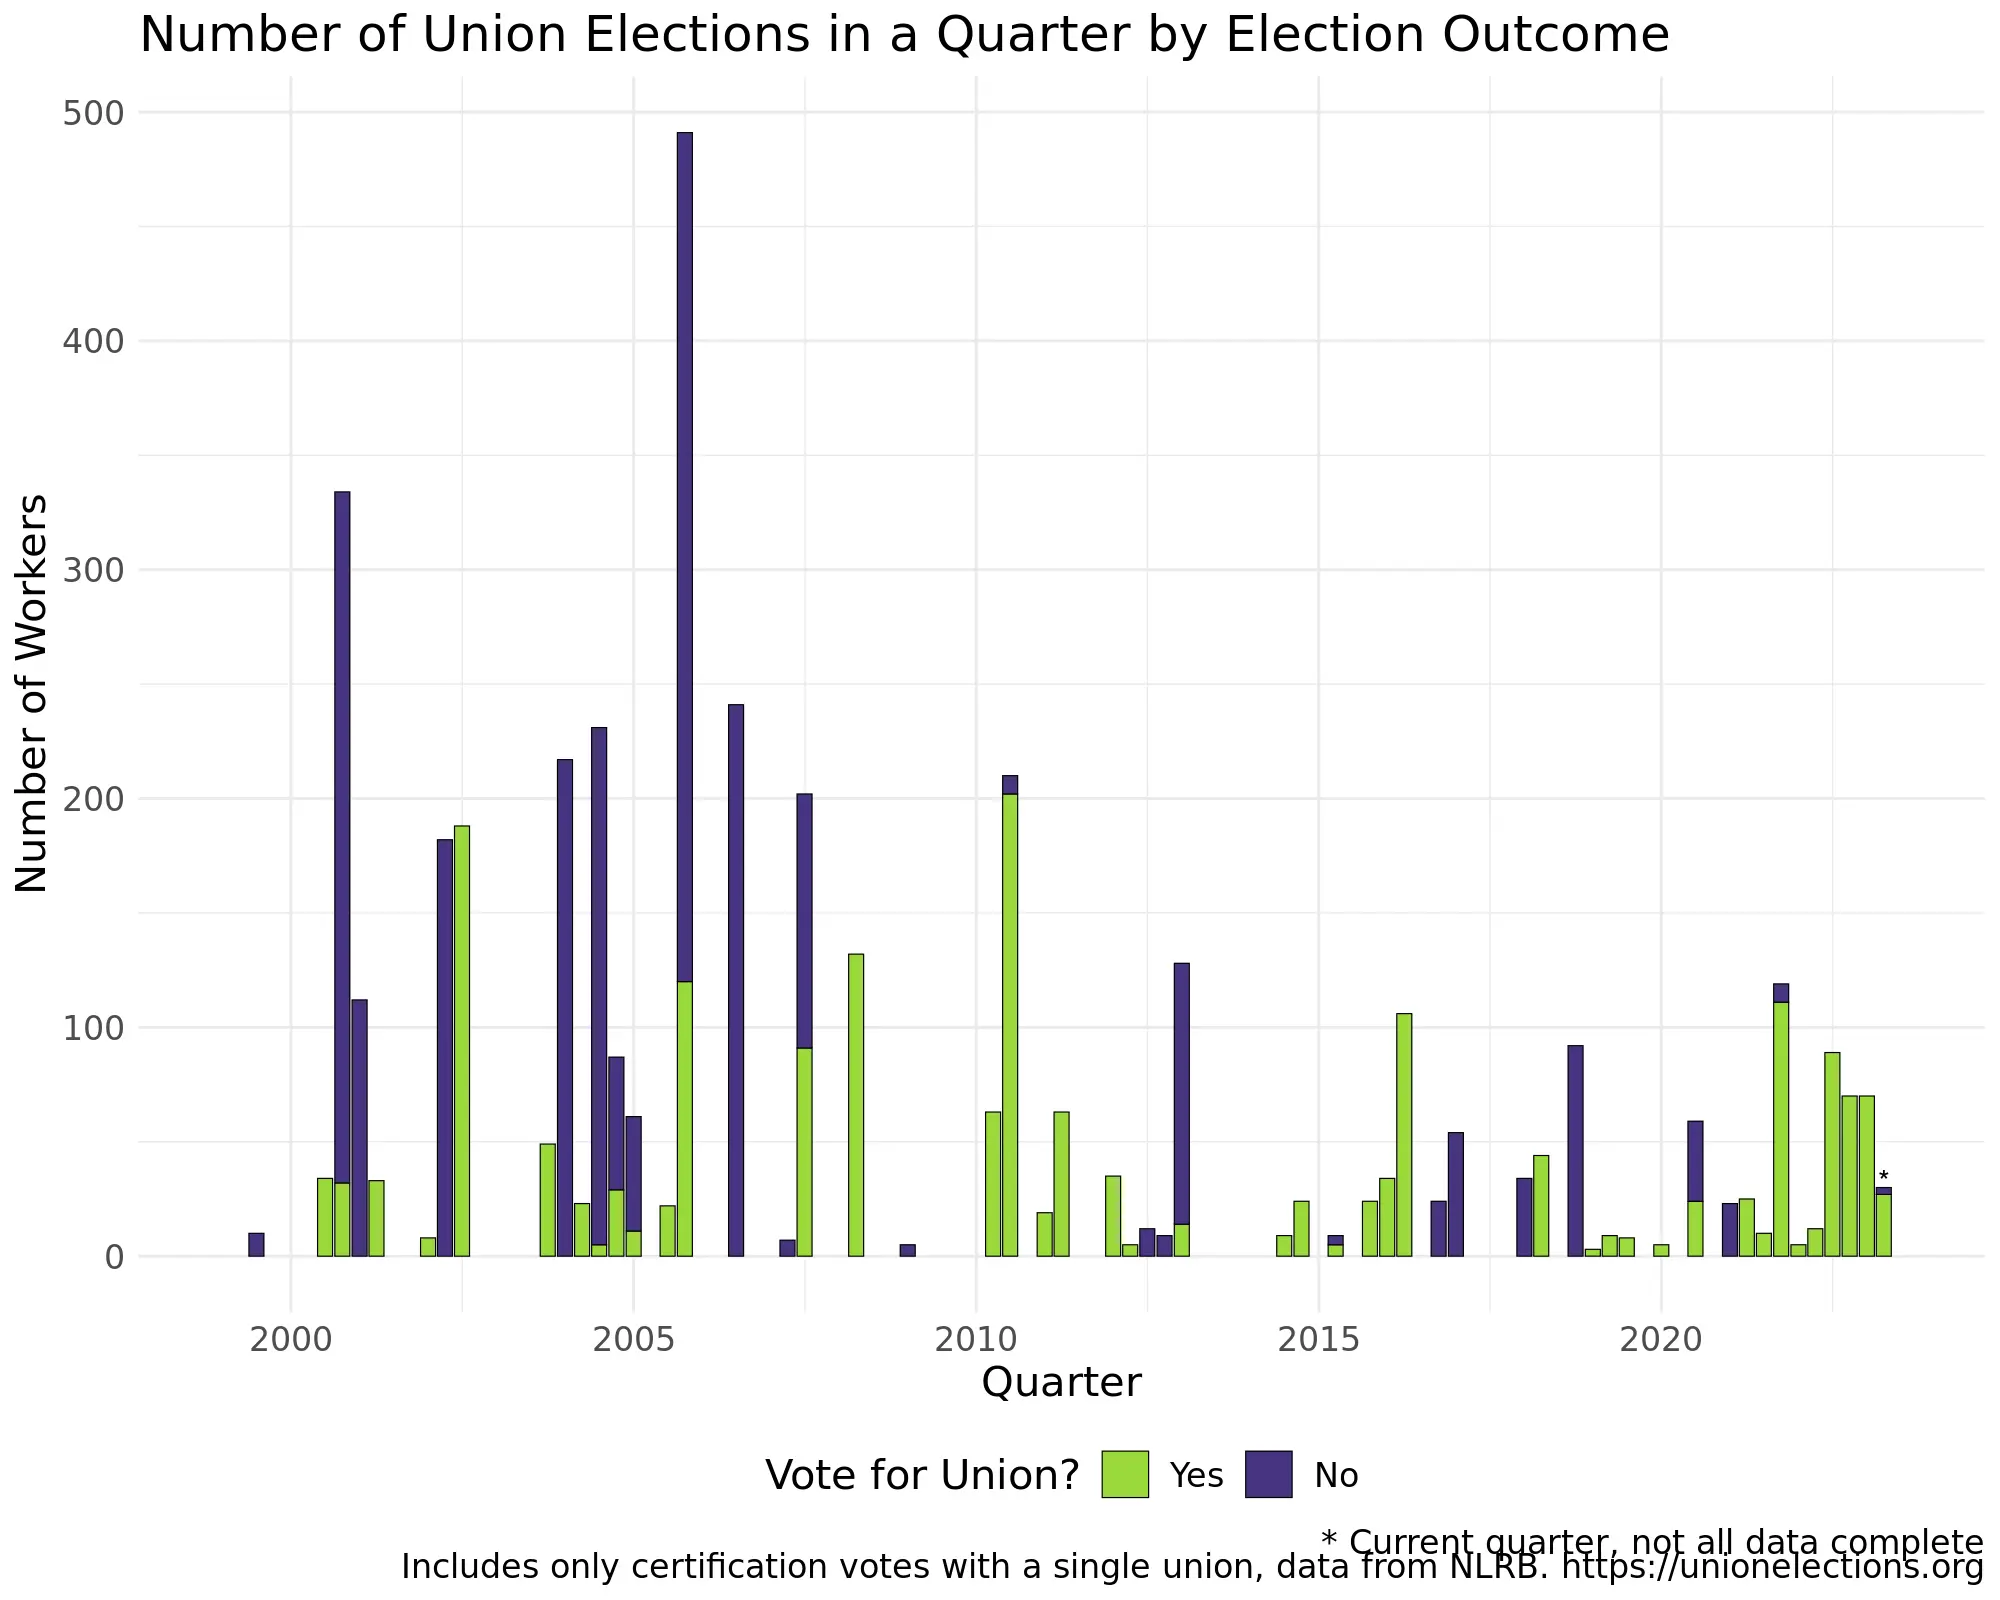 Number of Union Elections in a Quarter by Election Outcome
500
400
300
200
100
0
Number of Workers
2000 2005 2010 2015 2020
*
Quarter
Vote for Union? Yes No
* Current quarter, not all data complete
Includes only certification votes with a single union, data from NLRB. https://unionelections.org